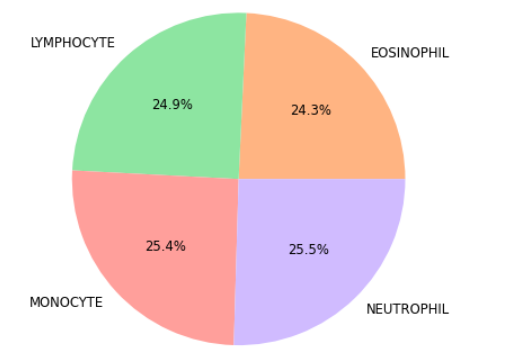 LYMPHOCYTE
EOSINOPHIL
24.9%
24.3%
25.4%
25.5%
MONOCYTE
NEUTROPHIL